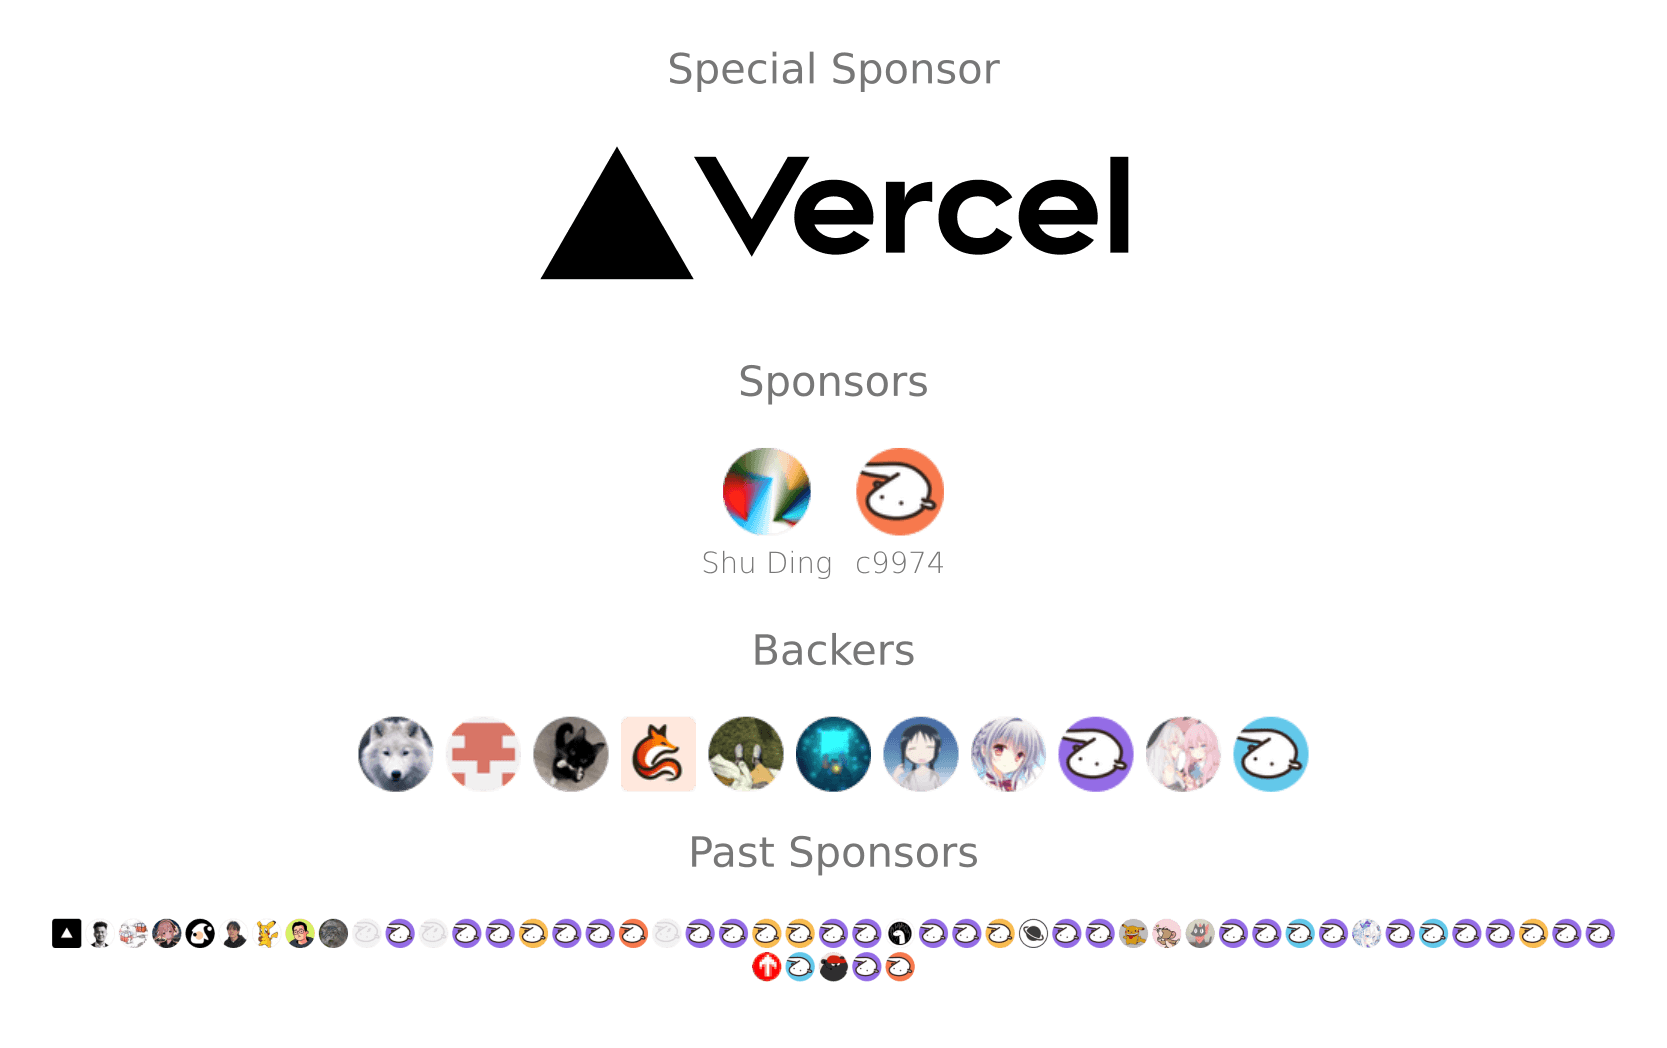 Special Sponsor
Vercel
Sponsors
Shu Ding c9974
Backers
Past Sponsors